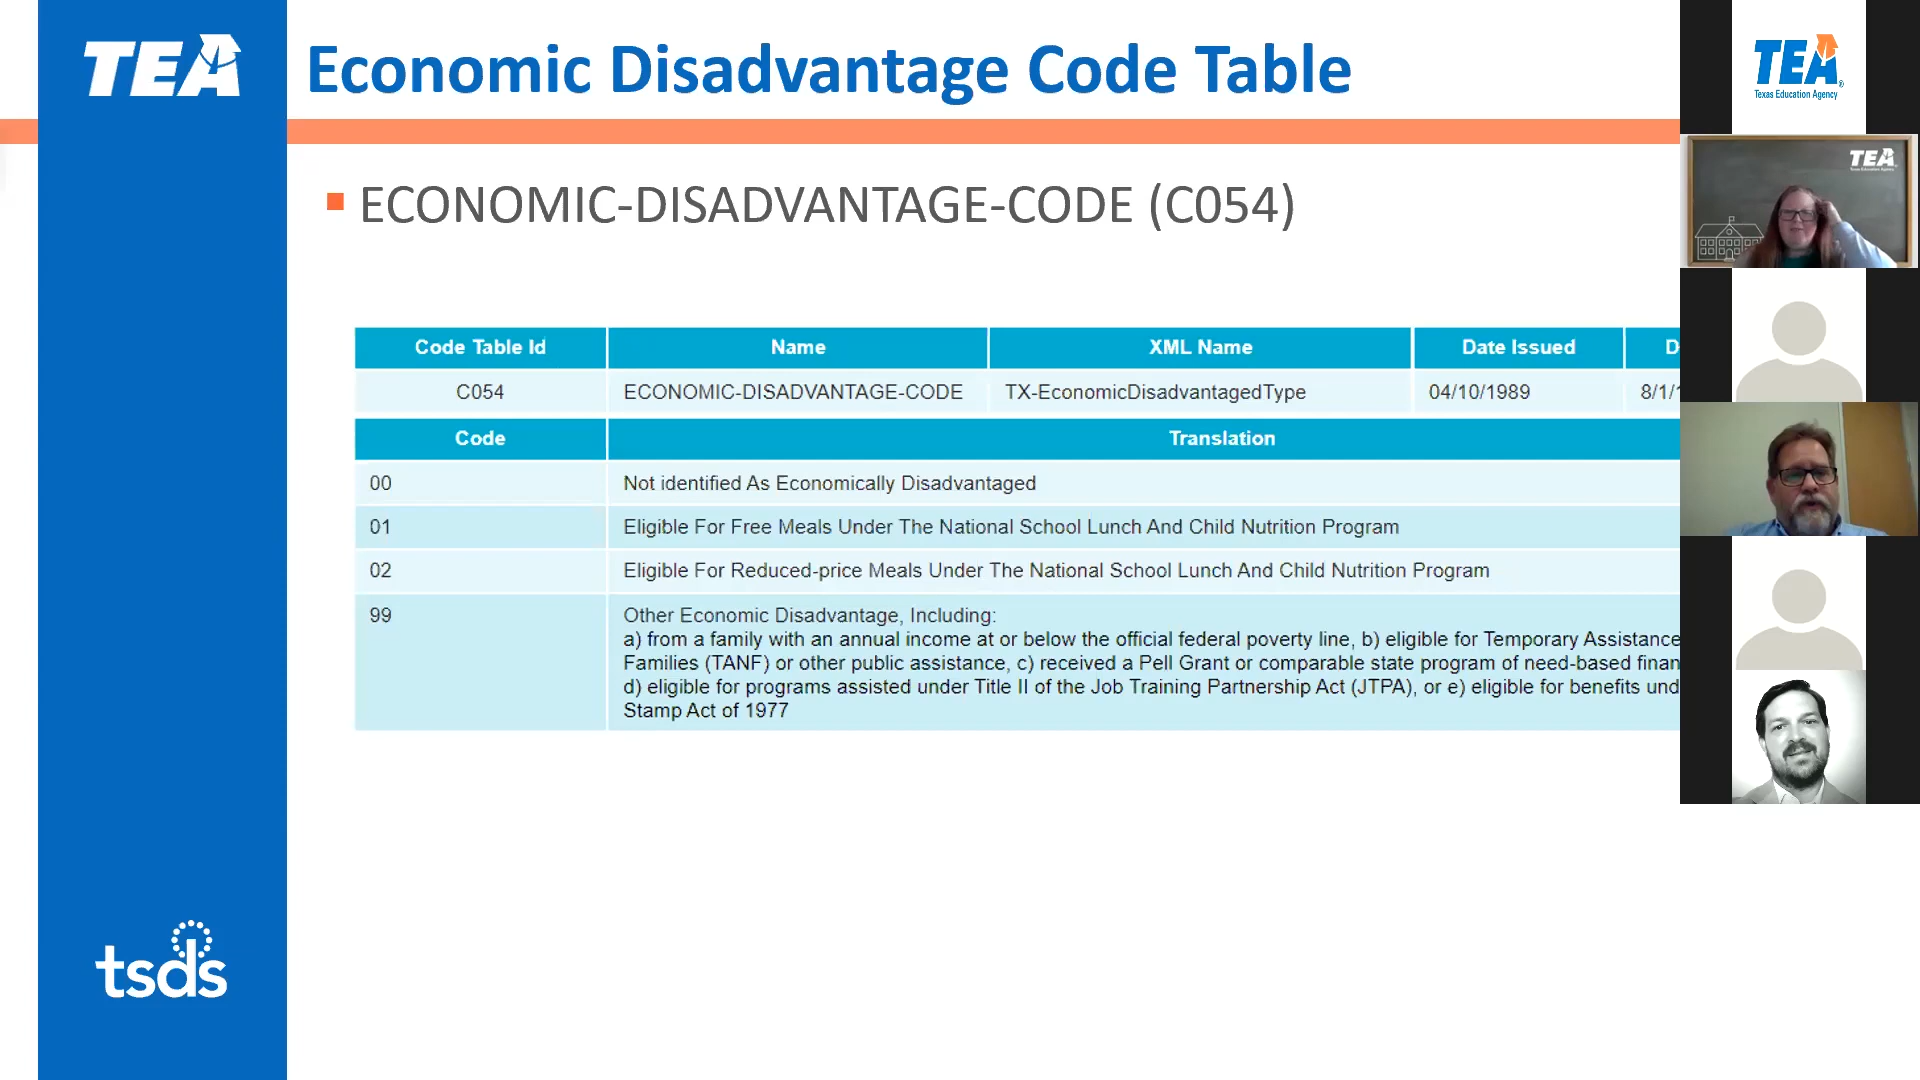 TEA
Economic Disadvantage Code Table
TEA
Texas Education Agency
TEA
ECONOMIC-DISADVANTAGE-CODE (C054)
Code Table Id Name XML Name Date Issued D
C054 ECONOMIC-DISADVANTAGE-CODE TX-EconomicDisadvantagedType 04/10/1989 8/1/
Code Translation
00 Not identified As Economically Disadvantaged
01 Eligible For Free Meals Under The National School Lunch And Child Nutrition Program
02 Eligible For Reduced-price Meals Under The National School Lunch And Child Nutrition Program
99 Other Economic Disadvantage, Including:
a) from a family with an annual income at or below the official federal poverty line, b) eligible for Temporary Assistance
Families (TANF) or other public assistance, c) received a Pell Grant or comparable state program of need-based finan
d) eligible for programs assisted under Title II of the Job Training Partnership Act (JTPA), or e) eligible for benefits und
Stamp Act of 1977
tsds